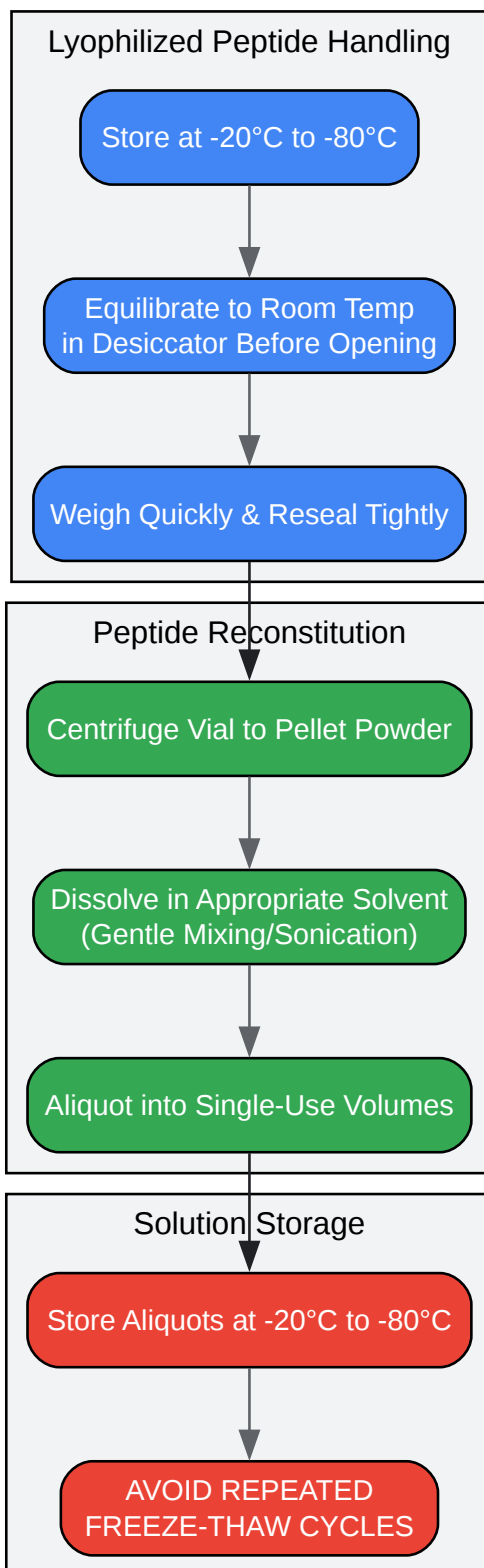 Lyophilized Peptide Handling
Store at -20°C to -80°C
Equilibrate to Room Temp
in Desiccator Before Opening
Weigh Quickly & Reseal Tightly
Peptide Reconstitution
Centrifuge Vial to Pellet Powder
Dissolve in Appropriate Solvent
(Gentle Mixing/Sonication)
Aliquot into Single-Use Volumes
Solution Storage
Store Aliquots at -20°C to -80°C
AVOID REPEATED
FREEZE-THAW CYCLES